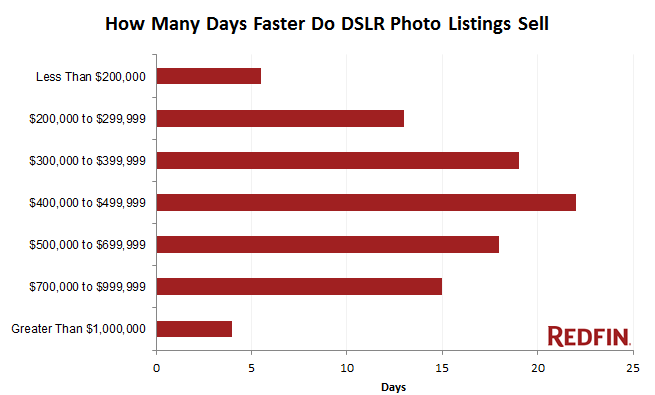 How Many Days Faster Do DSLR Photo Listings Sell
Less Than $200,000
$200,000 to $299,999
$300,000 to $399,999
$400,000 to $499,999
$500,000 to $699,999
$700,000 to $999,999
Greater Than $1,000,000
REDFIN.
0 5 10 15 20 25
Days